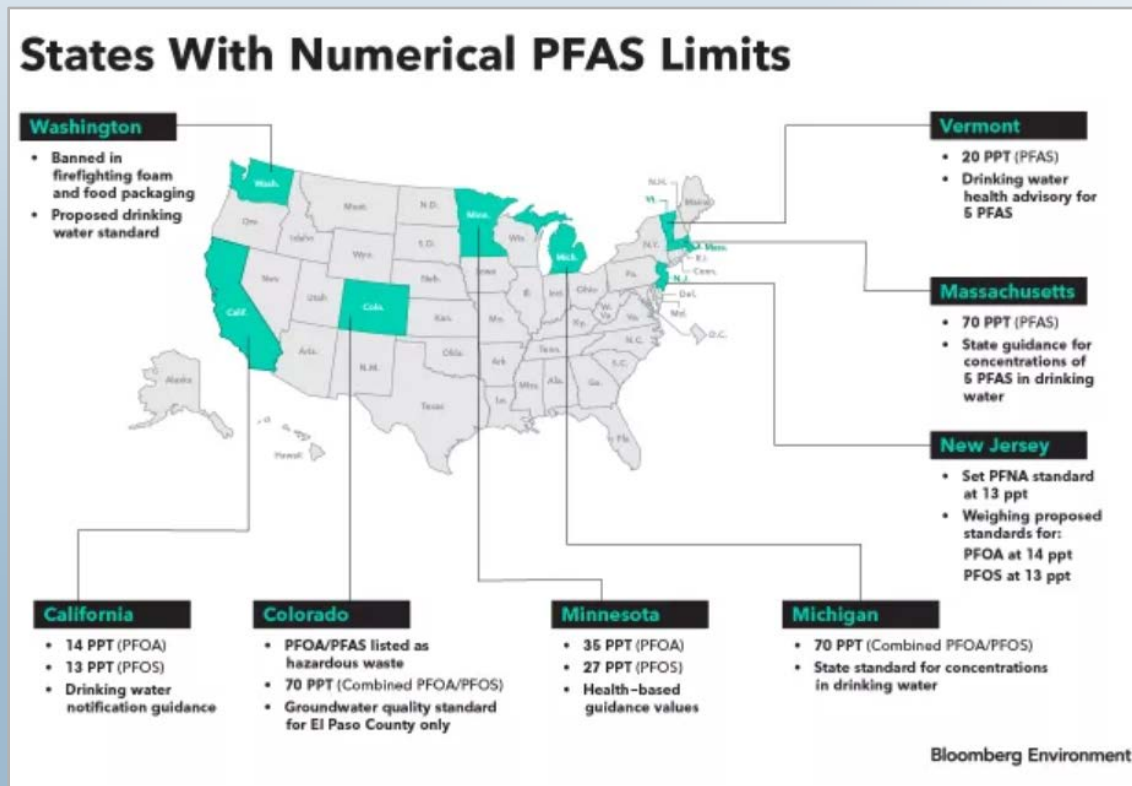 States With Numerical PFAS Limits
Washington
• Banned in
firefighting foam
and food packaging
• Proposed drinking
water standard
Vermont
• 20 PPT (PFAS)
• Drinking water
health advisory for
5 PFAS
Massachusetts
• 70 PPT (PFAS)
• State guidance for
concentrations of
5 PFAS in drinking
water
New Jersey
• Set PFNA standard
at 13 ppt
• Weighing proposed
standards for:
PFOA at 14 ppt
PFOS at 13 ppt
Wash.
Mont.
N.D.
Minn.
N.H.
Vt.
Maine
Ore.
Idaho
Wyo.
S.D.
Wis.
Mich.
N.Y.
Mass.
R.I.
Conn.
Calif.
Nev.
Utah
Colo.
Neb.
Iowa
Ill.
Ind.
Ohio
Pa.
N.J.
Del.
Md.
D.C.
Kan.
Mo.
Ky.
W.
Va.
Va.
Ariz.
N.M.
Okla.
Ark.
Tenn.
N.C.
S.C.
Texas
La.
Miss.
Ala.
Ga.
Fla.
Alaska
Hawaii
California
• 14 PPT (PFOA)
• 13 PPT (PFOS)
• Drinking water
notification guidance
Colorado
• PFOA/PFAS listed as
hazardous waste
• 70 PPT (Combined PFOA/PFOS)
• Groundwater quality standard
for El Paso County only
Minnesota
• 35 PPT (PFOA)
• 27 PPT (PFOS)
• Health-based
guidance values
Michigan
• 70 PPT (Combined PFOA/PFOS)
• State standard for concentrations
in drinking water
Bloomberg Environment